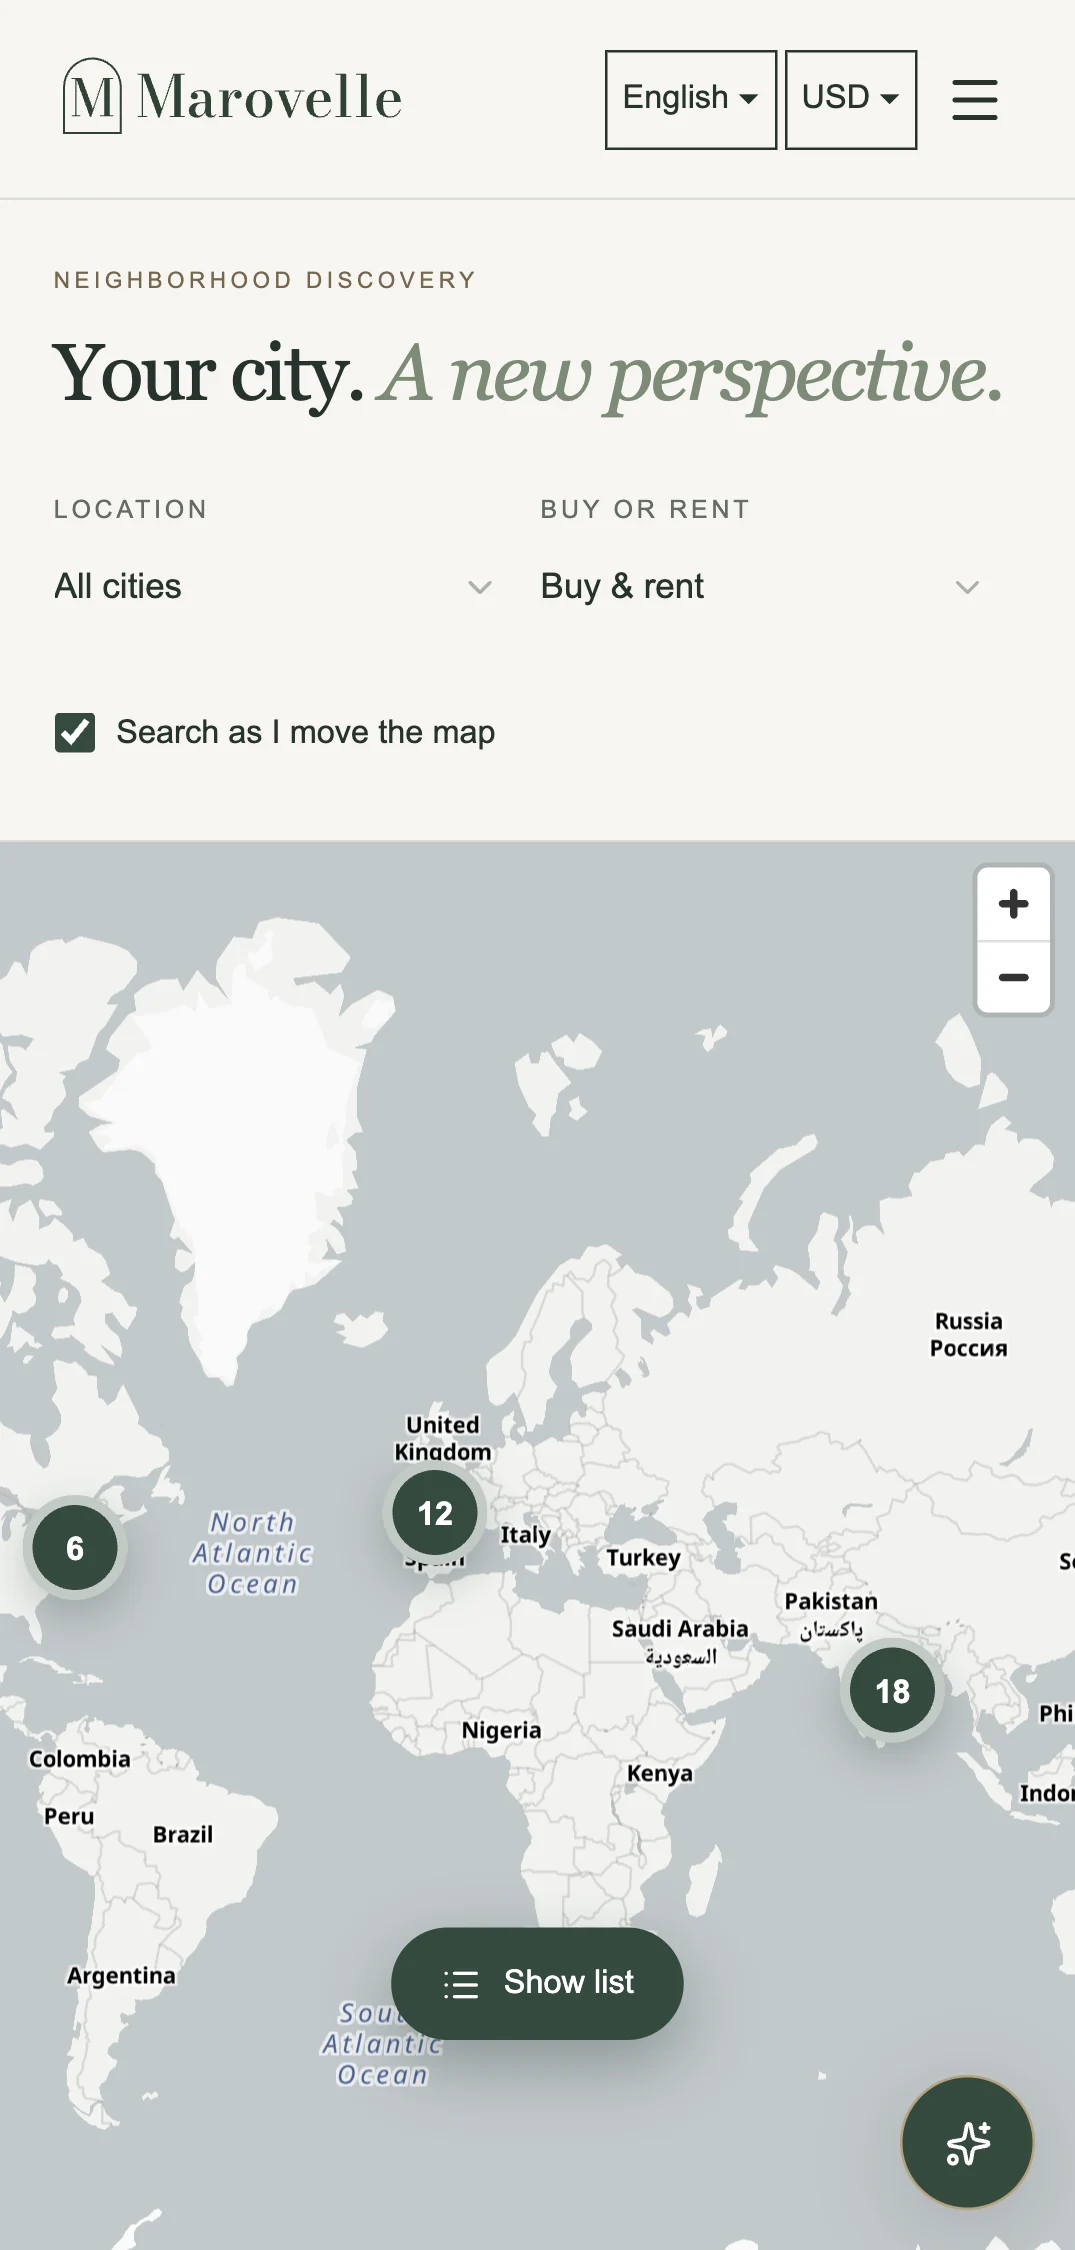 M Marovelle
English
USD
NEIGHBORHOOD DISCOVERY
Your city. A new perspective.
LOCATION
BUY OR RENT
All cities
Buy & rent
Search as I move the map
Russia
Россия
United
Kingdom
12
6
North
Atlantic
Ocean
Italy
Turkey
Pakistan
پاکستان
Saudi Arabia
السعودية
18
Nigeria
Colombia
Kenya
Peru
Brazil
Argentina
Show list
Atlantic
Ocean